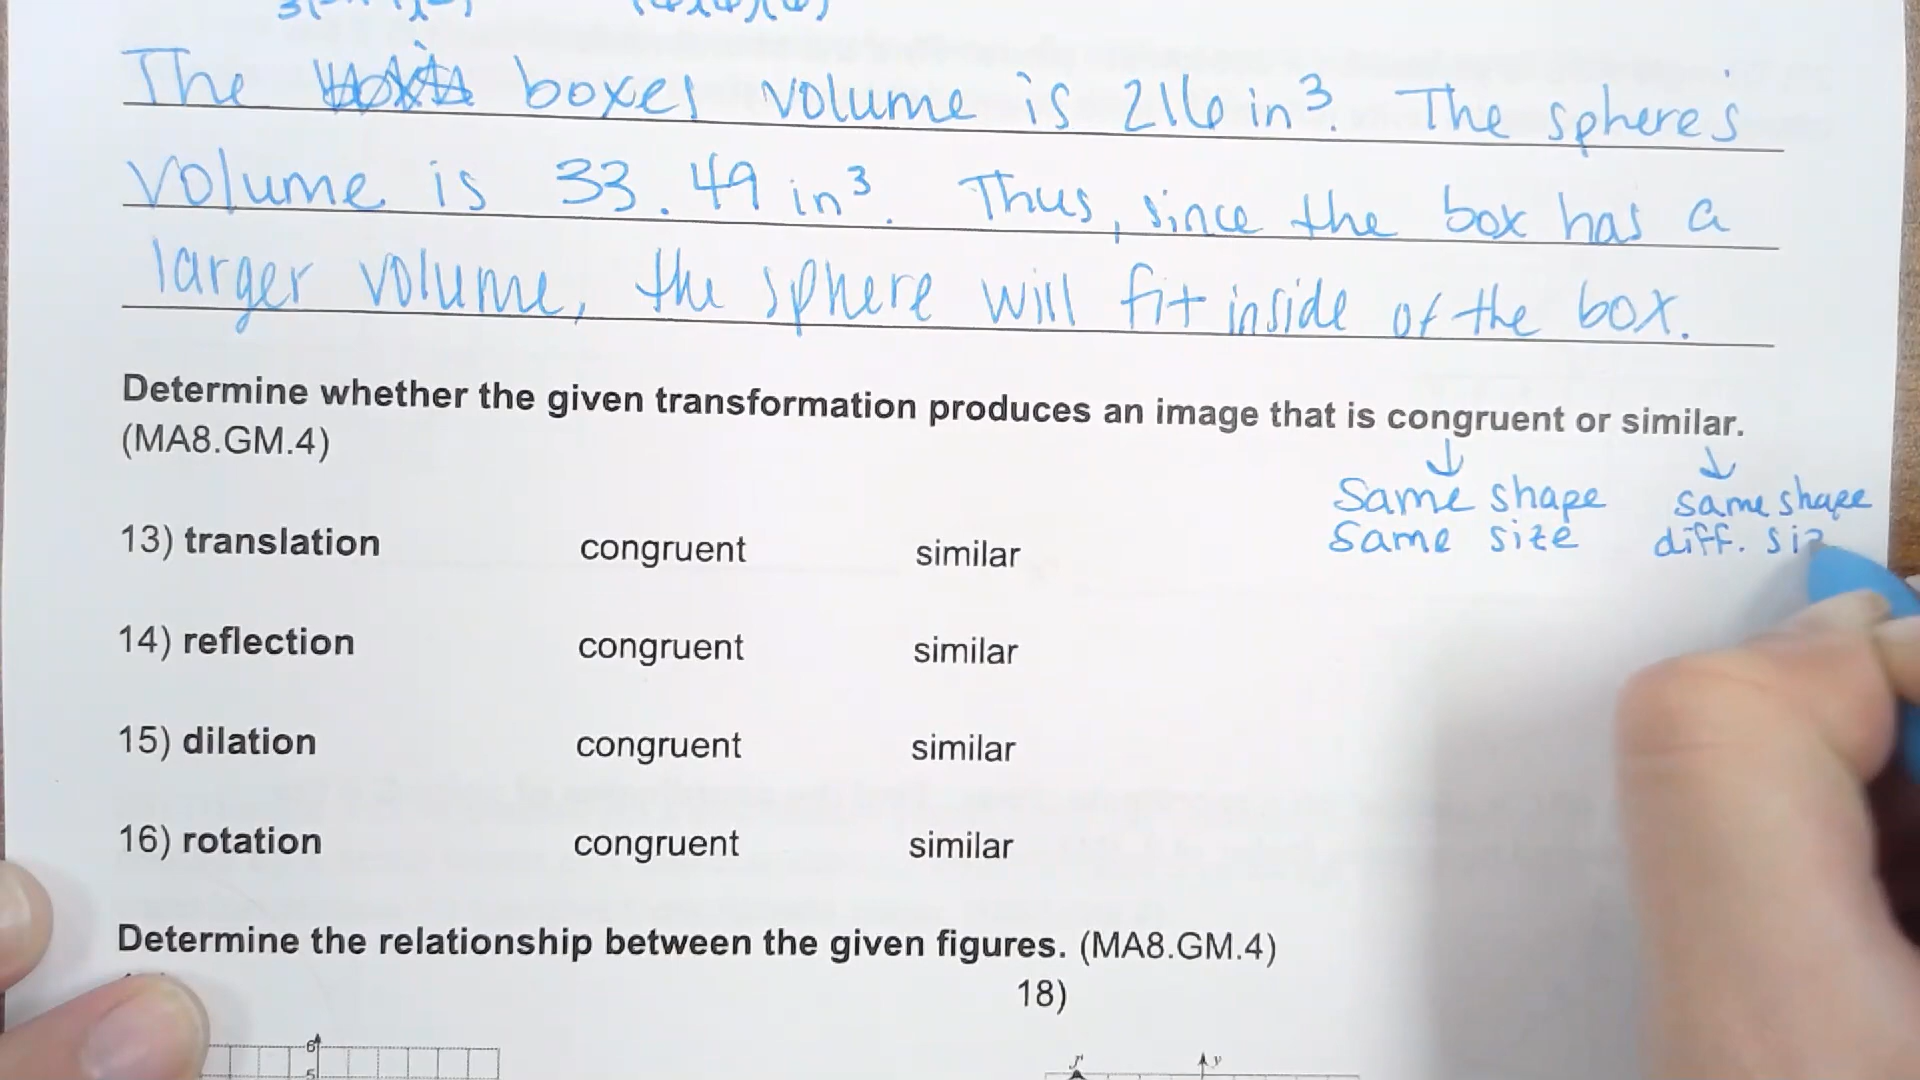 The boxes volume is 216 in³. The spheres
volume is 33.49 in³. Thus, since the box has a
larger volume, the sphere will fit inside of the box.
Determine whether the given transformation produces an image that is congruent or similar.
(MA8.GM.4)
↓ ↓
Same shape same shape
Same size diff. siz
13) translation congruent similar
14) reflection congruent similar
15) dilation congruent similar
16) rotation congruent similar
Determine the relationship between the given figures. (MA8.GM.4)
18)
6
5
J'
y